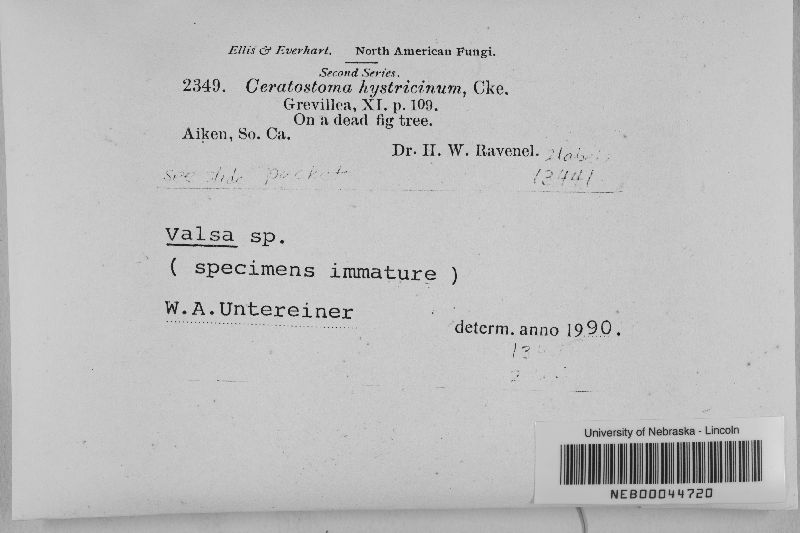 Ellis & Everhart. North American Fungi.
Second Series.
2349. Ceratostoma hystricinum, Cke.
Grevillea, XI. p. 109.
On a dead fig tree.
Aiken, So. Ca.
Dr. H. W. Ravenel.
see slide packet
13441
Valsa sp.
( specimens immature )
W.A.Untereiner
determ. anno 1990.
University of Nebraska - Lincoln
NEB00044720